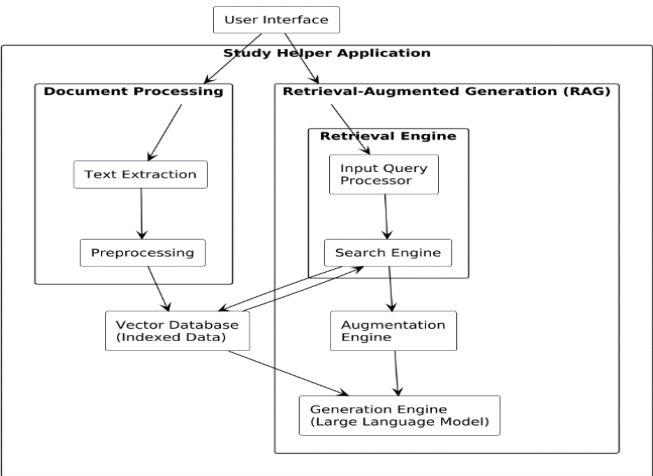 User Interface
Study Helper Application
Document Processing
Retrieval-Augmented Generation (RAG)
Retrieval Engine
Text Extraction
Input Query
Processor
Preprocessing
Search Engine
Vector Database
(Indexed Data)
Augmentation
Engine
Generation Engine
(Large Language Model)